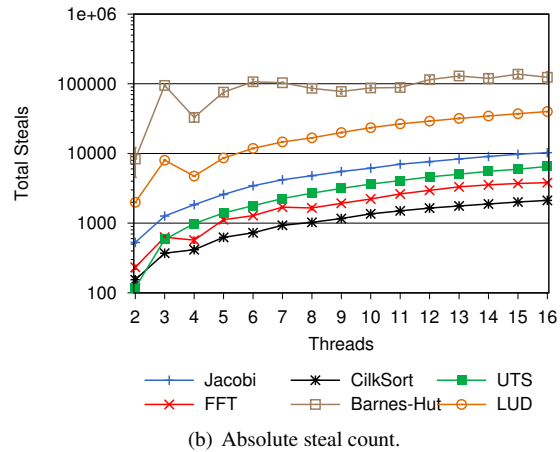 1e+06
100000
10000
1000
100
Total Steals
2 3 4 5 6 7 8 9 10 11 12 13 14 15 16
Threads
Jacobi CilkSort UTS
FFT Barnes-Hut LUD
(b) Absolute steal count.